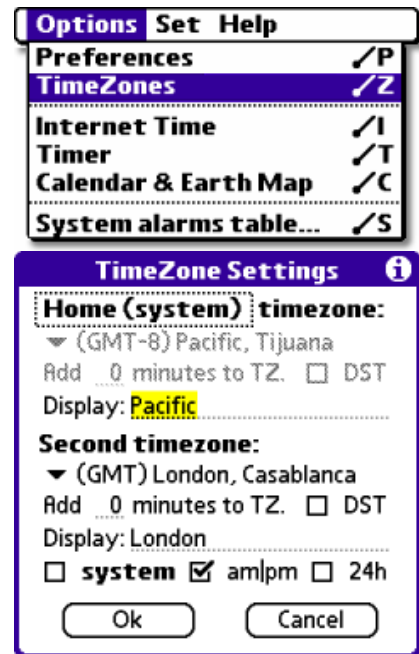 Options Set Help
Preferences /P
TimeZones /Z
Internet Time /I
Timer /T
Calendar & Earth Map /C
System alarms table... /S
TimeZone Settings i
Home (system) timezone:
(GMT-8) Pacific, Tijuana
Add 0 minutes to TZ. DST
Display: Pacific
Second timezone:
(GMT) London, Casablanca
Add 0 minutes to TZ. DST
Display: London
system am|pm 24h
Ok Cancel